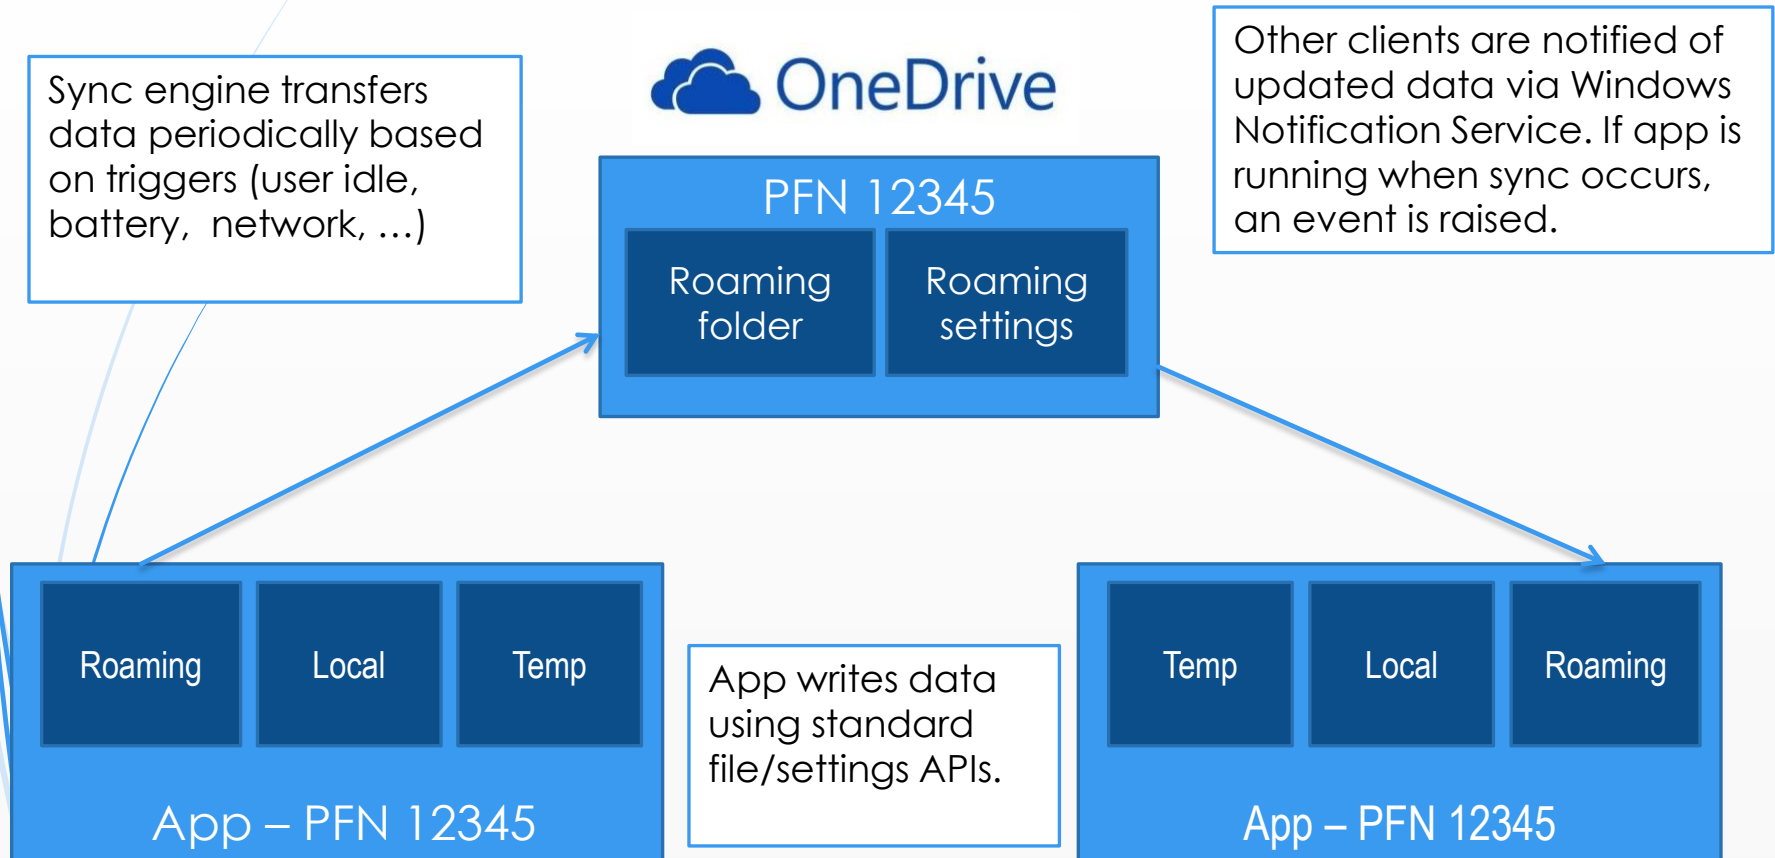 Sync engine transfers
data periodically based
on triggers (user idle,
battery, network, …)
OneDrive
Other clients are notified of
updated data via Windows
Notification Service. If app is
running when sync occurs,
an event is raised.
PFN 12345
Roaming
folder
Roaming
settings
Roaming
Local
Temp
App – PFN 12345
App writes data
using standard
file/settings APIs.
Temp
Local
Roaming
App – PFN 12345